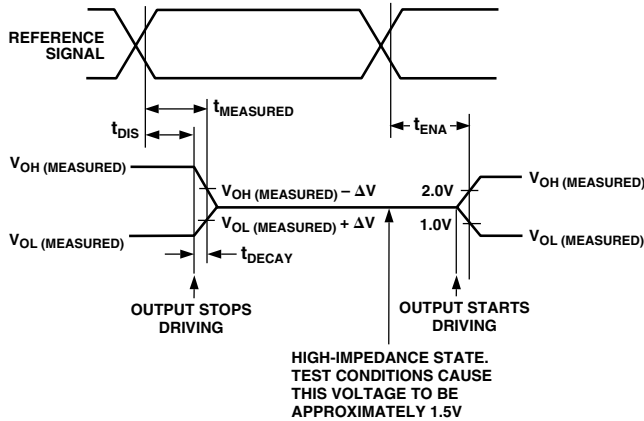 REFERENCE
SIGNAL
tMEASURED
tDIS
tENA
VOH (MEASURED)
VOH (MEASURED) – ΔV
2.0V
VOH (MEASURED)
VOL (MEASURED)
VOL (MEASURED) + ΔV
1.0V
VOL (MEASURED)
tDECAY
OUTPUT STOPS
DRIVING
OUTPUT STARTS
DRIVING
HIGH-IMPEDANCE STATE.
TEST CONDITIONS CAUSE
THIS VOLTAGE TO BE
APPROXIMATELY 1.5V